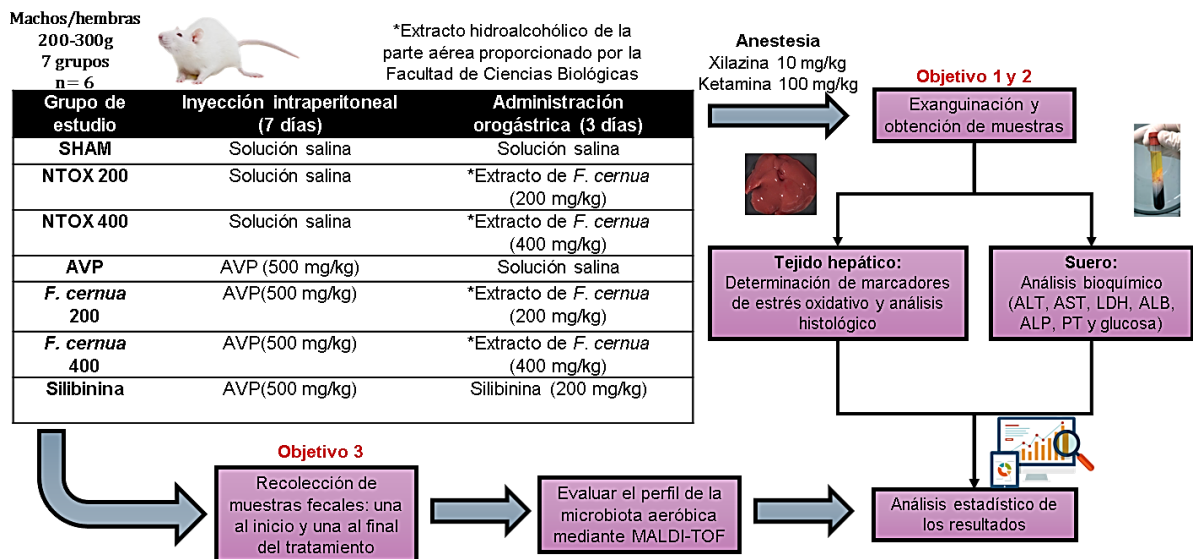 Machos/hembras
200-300g
7 grupos
n= 6
*Extracto hidroalcohólico de la
parte aérea proporcionado por la
Facultad de Ciencias Biológicas
Anestesia
Xilazina 10 mg/kg
Ketamina 100 mg/kg
Objetivo 1 y 2
Exanguinación y
obtención de muestras
Grupo de
estudio
Inyección intraperitoneal
(7 días)
Administración
orogástrica (3 días)
SHAM
Solución salina
Solución salina
NTOX 200
Solución salina
*Extracto de F. cernua
(200 mg/kg)
NTOX 400
Solución salina
*Extracto de F. cernua
(400 mg/kg)
AVP
AVP (500 mg/kg)
Solución salina
F. cernua
200
AVP(500 mg/kg)
*Extracto de F. cernua
(200 mg/kg)
F. cernua
400
AVP(500 mg/kg)
*Extracto de F. cernua
(400 mg/kg)
Silibinina
AVP(500 mg/kg)
Silibinina (200 mg/kg)
Tejido hepático:
Determinación de marcadores
de estrés oxidativo y análisis
histológico
Suero:
Análisis bioquímico
(ALT, AST, LDH, ALB,
ALP, PT y glucosa)
Objetivo 3
Recolección de
muestras fecales: una
al inicio y una al final
del tratamiento
Evaluar el perfil de la
microbiota aeróbica
mediante MALDI-TOF
Análisis estadístico de
los resultados